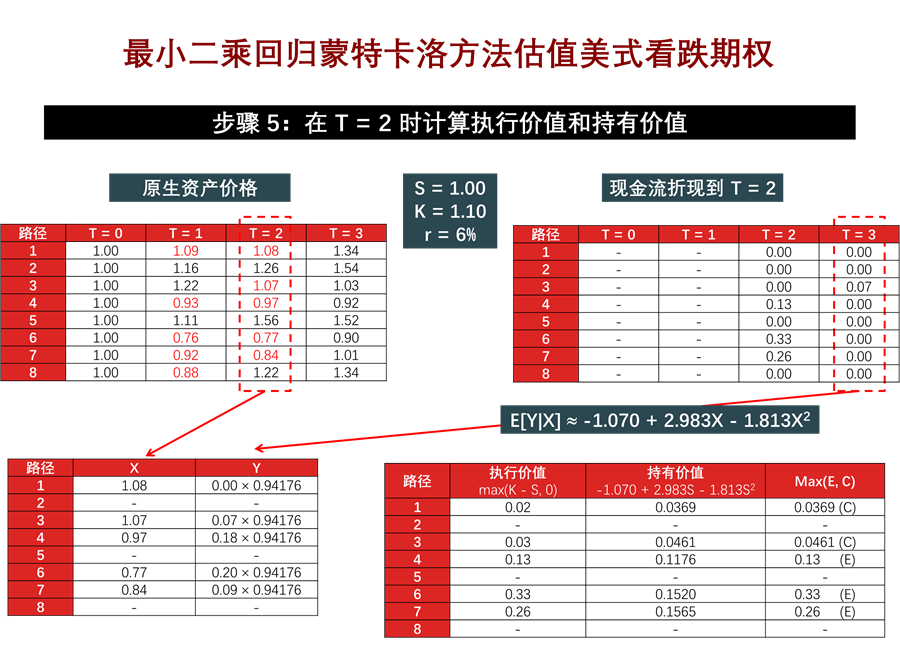 最小二乘回归蒙特卡洛方法估值美式看跌期权
步骤 5：在 T = 2 时计算执行价值和持有价值
原生资产价格
S = 1.00
K = 1.10
r = 6%
现金流折现到 T = 2
路径 T = 0 T = 1 T = 2 T = 3
1 1.00 1.09 1.08 1.34
2 1.00 1.16 1.26 1.54
3 1.00 1.22 1.07 1.03
4 1.00 0.93 0.97 0.92
5 1.00 1.11 1.56 1.52
6 1.00 0.76 0.77 0.90
7 1.00 0.92 0.84 1.01
8 1.00 0.88 1.22 1.34
路径 T = 0 T = 1 T = 2 T = 3
1 - - 0.00 0.00
2 - - 0.00 0.00
3 - - 0.00 0.07
4 - - 0.13 0.00
5 - - 0.00 0.00
6 - - 0.33 0.00
7 - - 0.26 0.00
8 - - 0.00 0.00
E[Y|X] ≈ -1.070 + 2.983X - 1.813X²
路径 X Y
1 1.08 0.00 × 0.94176
2 - -
3 1.07 0.07 × 0.94176
4 0.97 0.18 × 0.94176
5 - -
6 0.77 0.20 × 0.94176
7 0.84 0.09 × 0.94176
8 - -
路径 执行价值 持有价值 Max(E, C)
max(K - S, 0) -1.070 + 2.983S - 1.813S²
1 0.02 0.0369 0.0369 (C)
2 - - -
3 0.03 0.0461 0.0461 (C)
4 0.13 0.1176 0.13 (E)
5 - - -
6 0.33 0.1520 0.33 (E)
7 0.26 0.1565 0.26 (E)
8 - - -